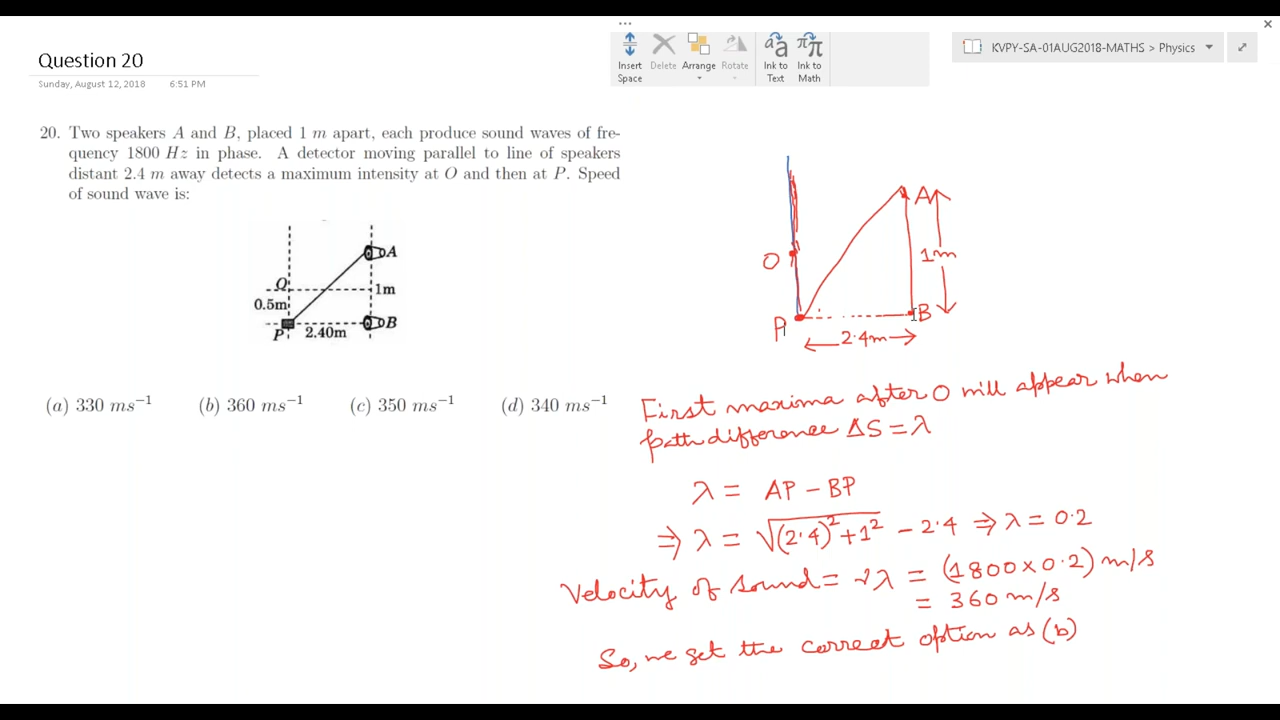 Question 20
Sunday, August 12, 2018 6:51 PM
Insert Space
Delete
Arrange
Rotate
Ink to Text
Ink to Math
KVPY-SA-01AUG2018-MATHS > Physics
20. Two speakers A and B, placed 1 m apart, each produce sound waves of fre-
quency 1800 Hz in phase. A detector moving parallel to line of speakers
distant 2.4 m away detects a maximum intensity at O and then at P. Speed
of sound wave is:
A
O
1m
0.5m
B
P
2.40m
(a) 330 ms⁻¹ (b) 360 ms⁻¹ (c) 350 ms⁻¹ (d) 340 ms⁻¹
A
O
1m
B
P
2.4m
First maxima after O will appear when
path difference ΔS = λ
λ = AP - BP
⇒ λ = √(2.4)² + 1² - 2.4 ⇒ λ = 0.2
Velocity of sound = νλ = (1800 × 0.2) m/s
= 360 m/s
So, we get the correct option as (b)